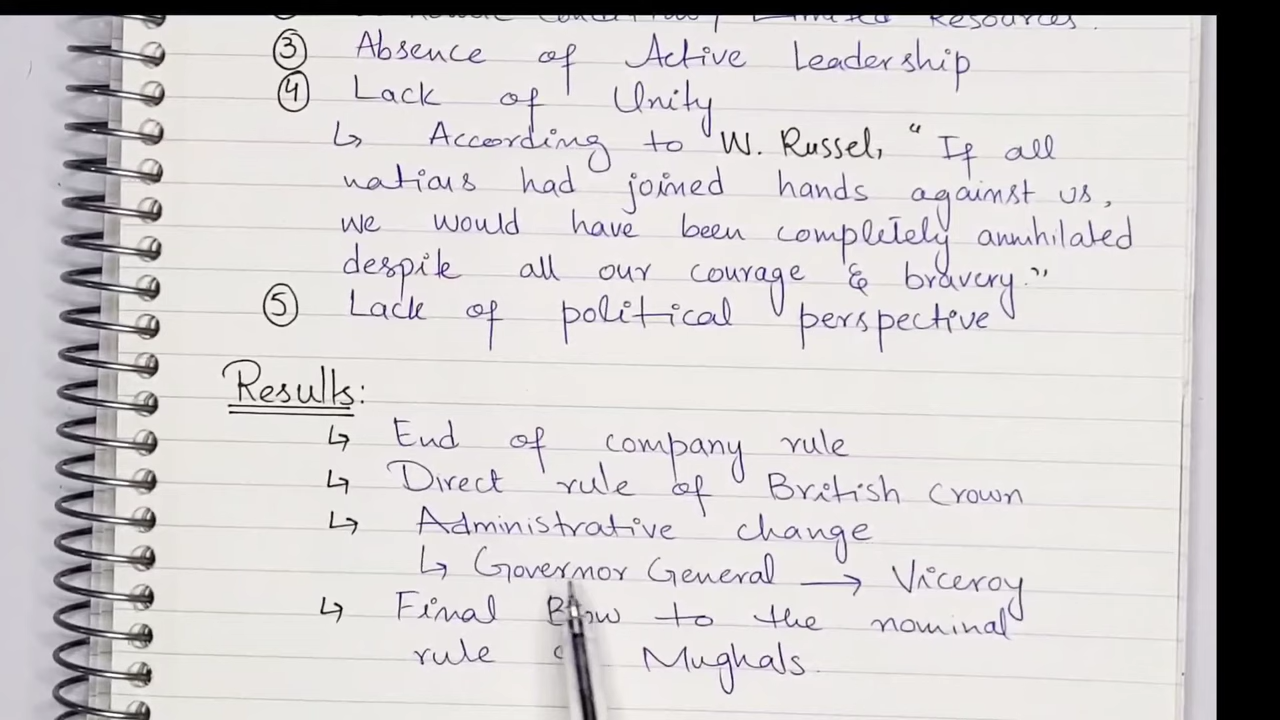 Limited Resources.
③ Absence of Active Leadership
④ Lack of Unity
↳ According to W. Russel, "If all
nations had joined hands against us,
we would have been completely annihilated
despite all our courage & bravery."
⑤ Lack of political perspective
Results:
↳ End of company rule
↳ Direct rule of British Crown
↳ Administrative change
↳ Governor General → Viceroy
↳ Final Blow to the nominal
rule Mughals